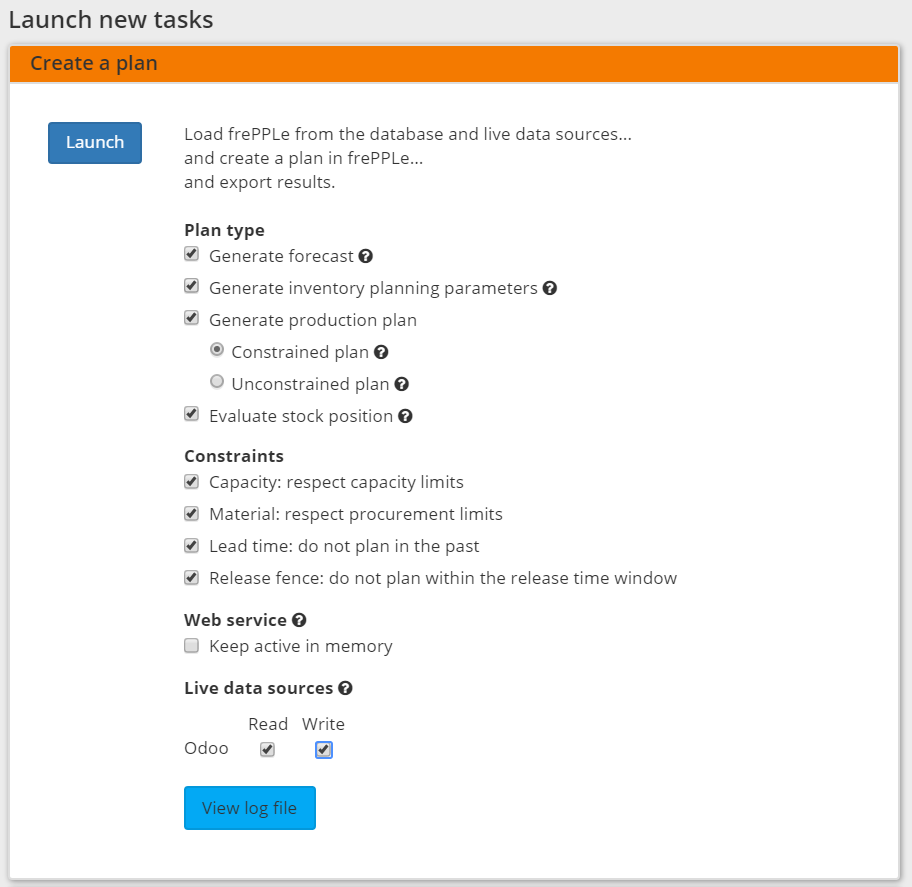 Launch new tasks
Create a plan
Launch
Load frePPLe from the database and live data sources...
and create a plan in frePPLe...
and export results.
Plan type
Generate forecast ?
Generate inventory planning parameters ?
Generate production plan
Constrained plan ?
Unconstrained plan ?
Evaluate stock position ?
Constraints
Capacity: respect capacity limits
Material: respect procurement limits
Lead time: do not plan in the past
Release fence: do not plan within the release time window
Web service ?
Keep active in memory
Live data sources ?
Read Write
Odoo
View log file